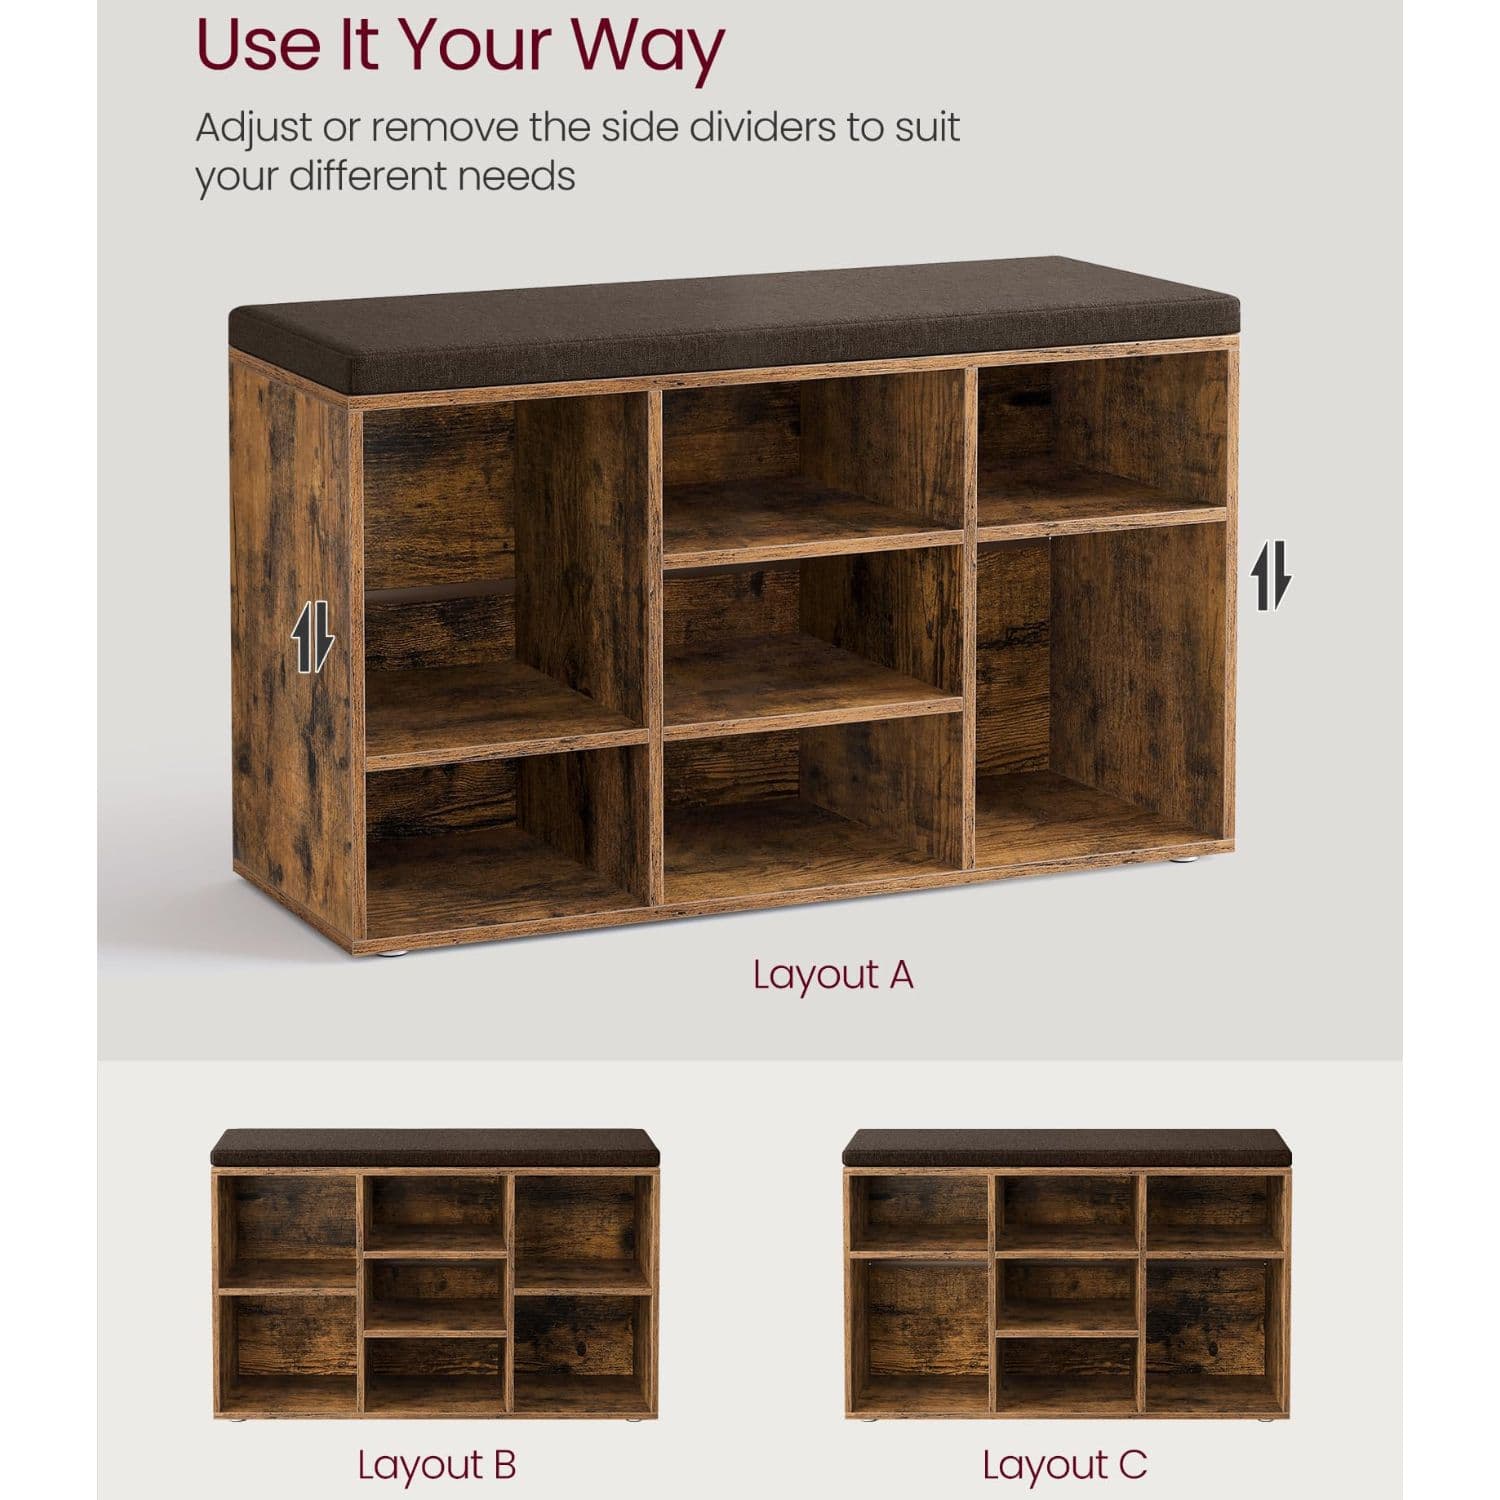 Use It Your Way
Adjust or remove the side dividers to suit
your different needs
Layout A
Layout B
Layout C